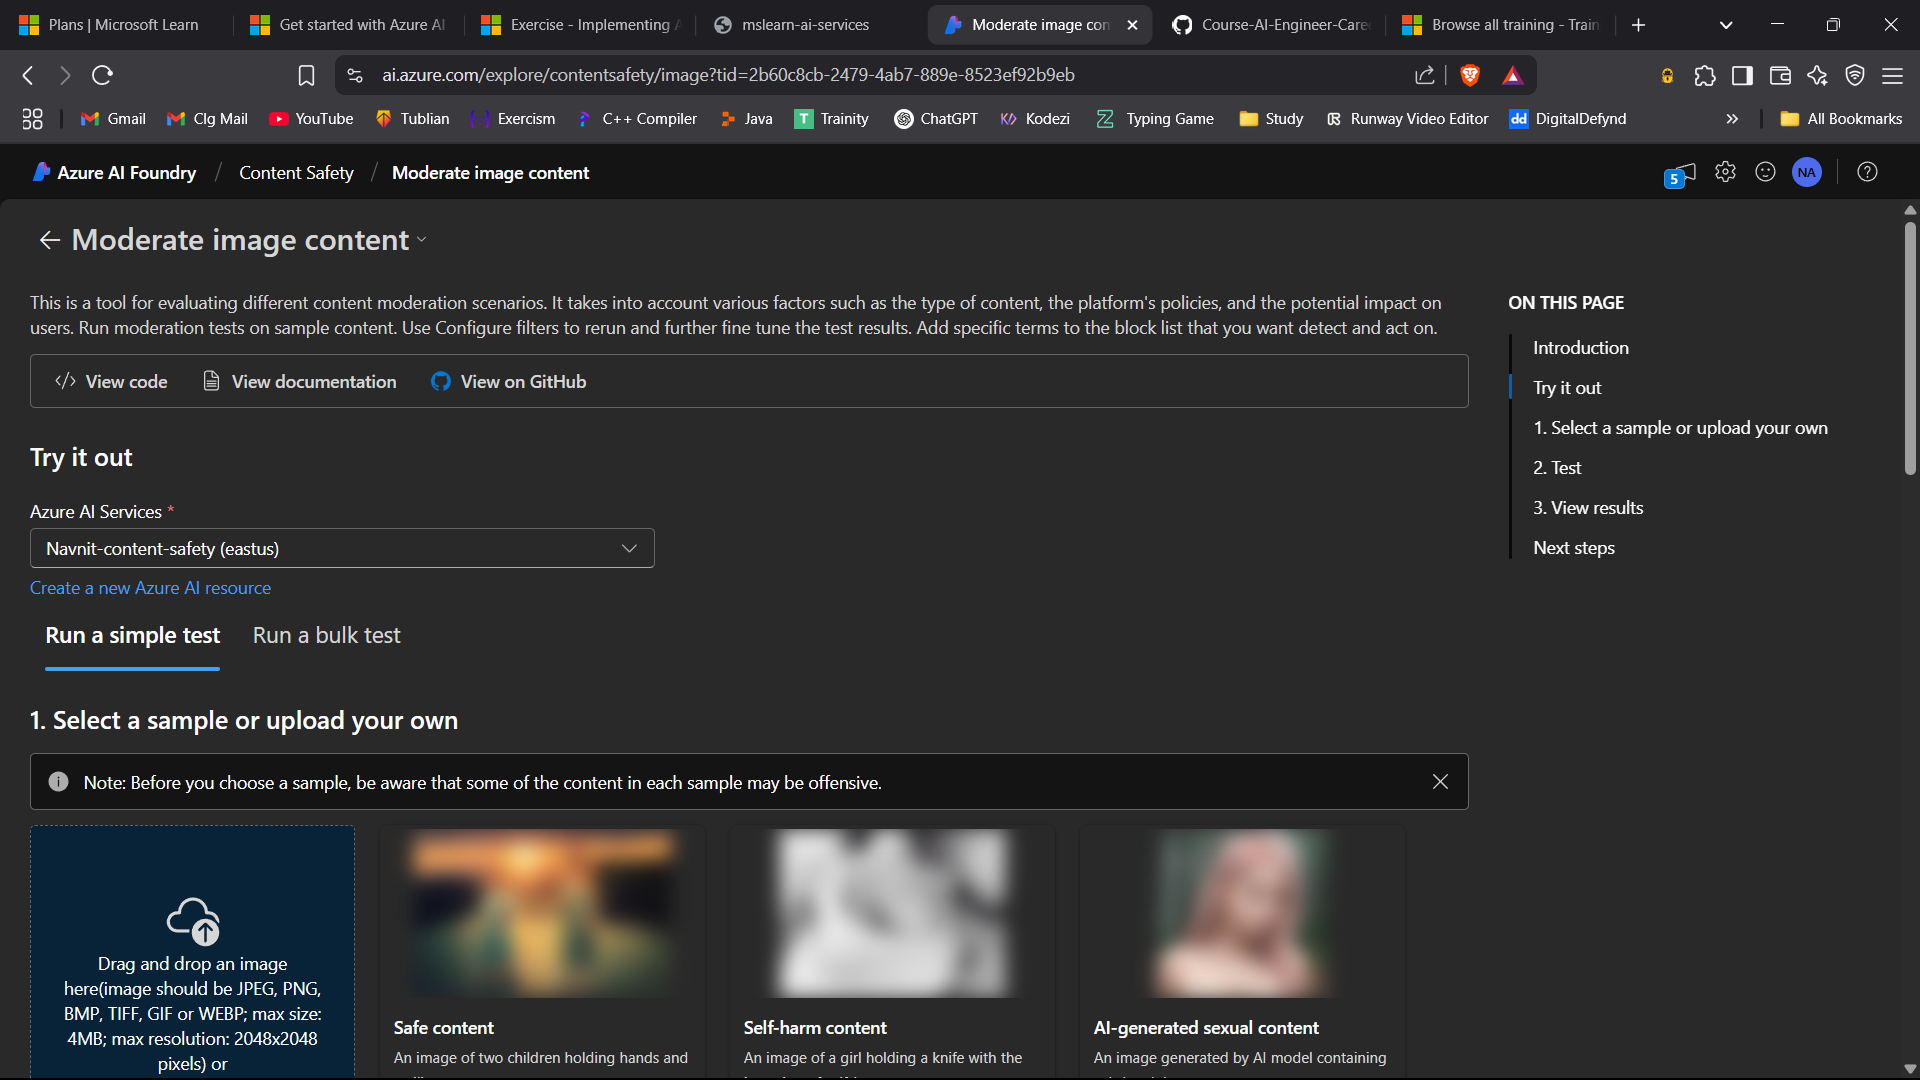 Plans | Microsoft Learn
Get started with Azure AI
Exercise - Implementing
mslearn-ai-services
Moderate image con
Course-AI-Engineer-Care
Browse all training - Train
ai.azure.com/explore/contentsafety/image?tid=2b60c8cb-2479-4ab7-889e-8523ef92b9eb
Gmail
Clg Mail
YouTube
Tublian
Exercism
C++ Compiler
Java
Trainity
ChatGPT
Kodezi
Typing Game
Study
Runway Video Editor
DigitalDefynd
All Bookmarks
Azure AI Foundry / Content Safety / Moderate image content
5
NA
Moderate image content
This is a tool for evaluating different content moderation scenarios. It takes into account various factors such as the type of content, the platform's policies, and the potential impact on
users. Run moderation tests on sample content. Use Configure filters to rerun and further fine tune the test results. Add specific terms to the block list that you want detect and act on.
View code
View documentation
View on GitHub
Try it out
Azure AI Services *
Navnit-content-safety (eastus)
Create a new Azure AI resource
Run a simple test
Run a bulk test
1. Select a sample or upload your own
Note: Before you choose a sample, be aware that some of the content in each sample may be offensive.
Drag and drop an image
here(image should be JPEG, PNG,
BMP, TIFF, GIF or WEBP; max size:
4MB; max resolution: 2048x2048
pixels) or
Safe content
An image of two children holding hands and
Self-harm content
An image of a girl holding a knife with the
AI-generated sexual content
An image generated by AI model containing
ON THIS PAGE
Introduction
Try it out
1. Select a sample or upload your own
2. Test
3. View results
Next steps